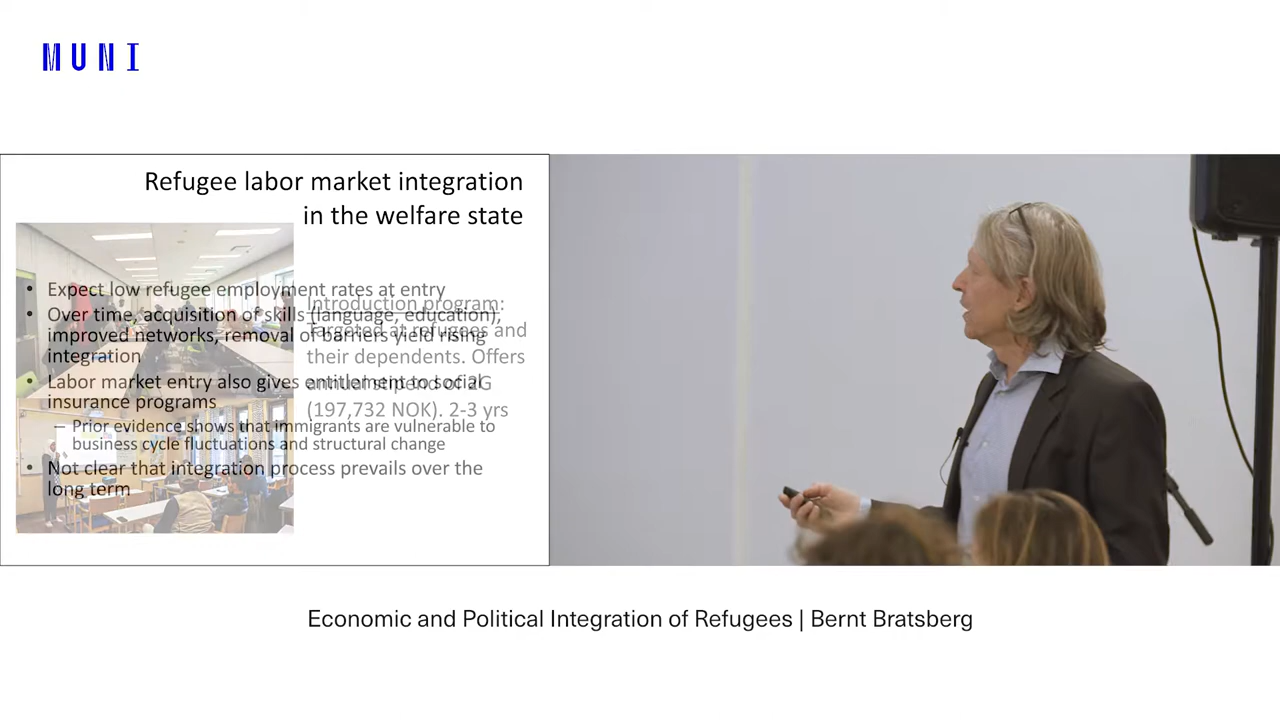 MUNI
Refugee labor market integration
in the welfare state
• Expect low refugee employment rates at entry
• Over time, acquisition of skills (language, education),
improved networks, removal of barriers yield rising
integration
• Labor market entry also gives entitlement to social
insurance programs
– Prior evidence shows that immigrants are vulnerable to
business cycle fluctuations and structural change
• Not clear that integration process prevails over the
long term
Introduction program:
Targeted at refugees and
their dependents. Offers
annual stipend of 2G
(197,732 NOK). 2-3 yrs
Economic and Political Integration of Refugees | Bernt Bratsberg